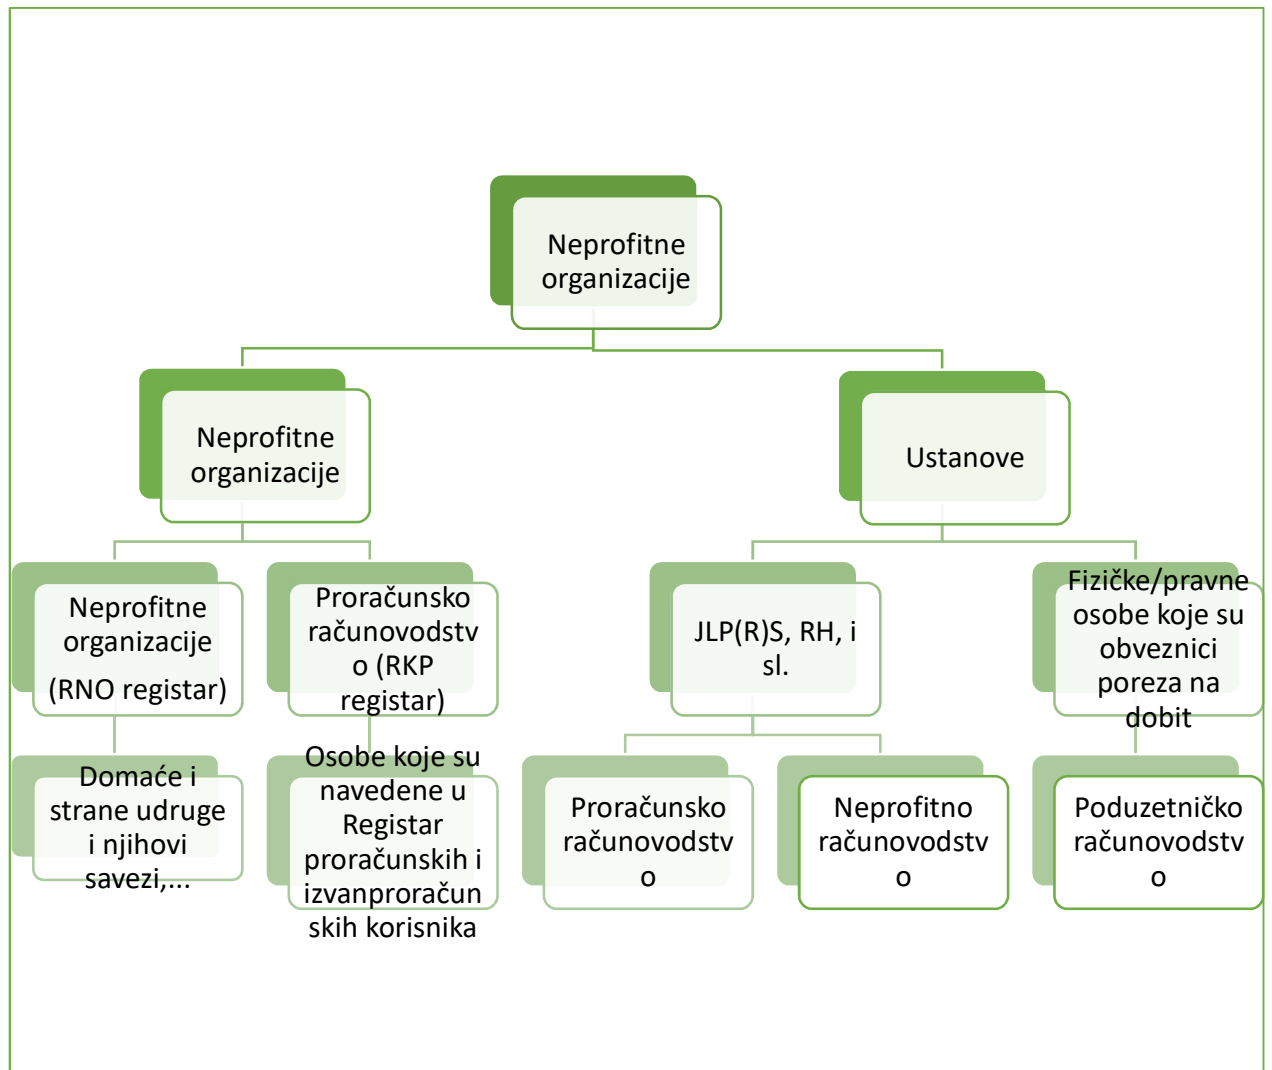 Neprofitne
organizacije
Neprofitne
organizacije
Ustanove
Neprofitne
organizacije
(RNO registar)
Proračunsko
računovodstv
o (RKP
registar)
JLP(R)S, RH, i
sl.
Fizičke/pravne
osobe koje su
obveznici
poreza na
dobit
Domaće i
strane udruge
i njihovi
savezi,...
Osobe koje su
navedene u
Registar
proračunskih i
izvanproračun
skih korisnika
Proračunsko
računovodstv
o
Neprofitno
računovodstv
o
Poduzetničko
računovodstv
o